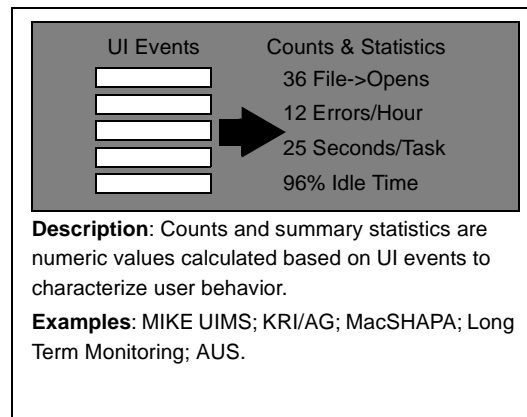 UI Events Counts & Statistics
36 File->Opens
12 Errors/Hour
25 Seconds/Task
96% Idle Time
Description: Counts and summary statistics are
numeric values calculated based on UI events to
characterize user behavior.
Examples: MIKE UIMS; KRI/AG; MacSHAPA; Long
Term Monitoring; AUS.